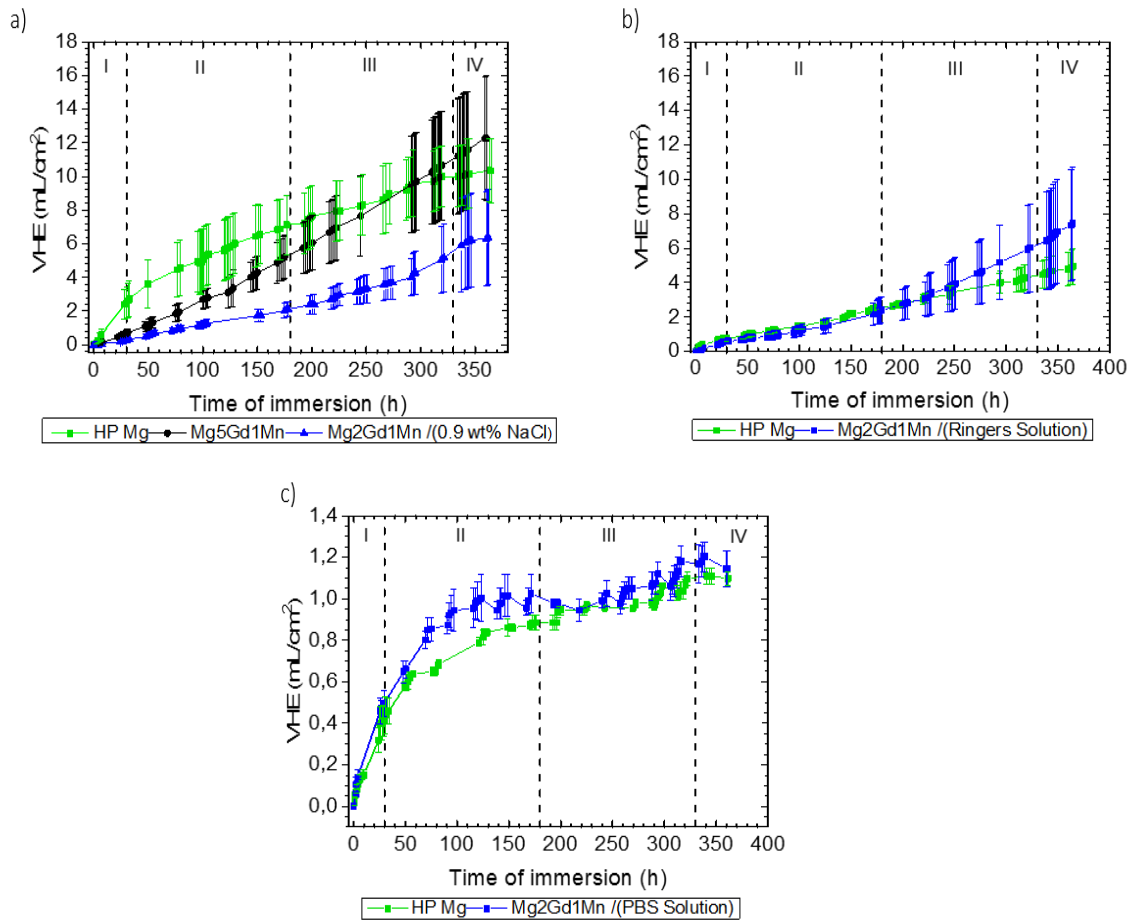 a)
18
16
14
12
10
8
6
4
2
0
VHE (mL/cm²)
I II III IV
0 50 100 150 200 250 300 350
Time of immersion (h)
HP Mg Mg5Gd1Mn Mg2Gd1Mn /(0.9 wt% NaCl)
b)
18
16
14
12
10
8
6
4
2
0
VHE (mL/cm²)
I II III IV
0 50 100 150 200 250 300 350 400
Time of immersion (h)
HP Mg Mg2Gd1Mn /(Ringers Solution)
c)
1,4
1,2
1,0
0,8
0,6
0,4
0,2
0,0
VHE (mL/cm²)
I II III IV
0 50 100 150 200 250 300 350 400
Time of immersion (h)
HP Mg Mg2Gd1Mn /(PBS Solution)